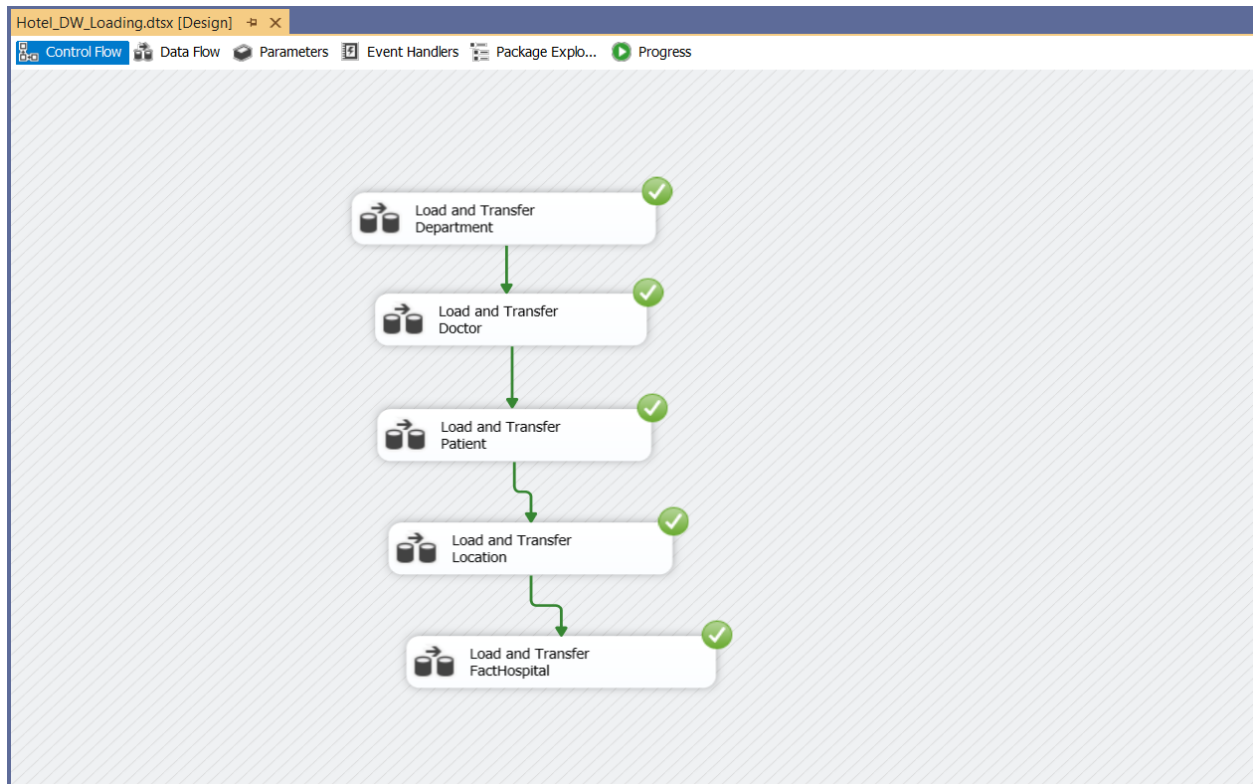 Hotel_DW_Loading.dtsx [Design]
Control Flow Data Flow Parameters Event Handlers Package Explo... Progress
Load and Transfer
Department
Load and Transfer
Doctor
Load and Transfer
Patient
Load and Transfer
Location
Load and Transfer
FactHospital